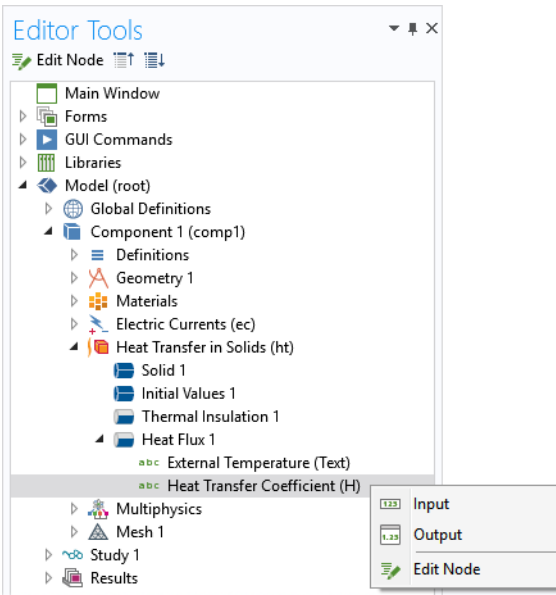 Editor Tools
Edit Node
Main Window
Forms
GUI Commands
Libraries
Model (root)
Global Definitions
Component 1 (comp1)
Definitions
Geometry 1
Materials
Electric Currents (ec)
Heat Transfer in Solids (ht)
Solid 1
Initial Values 1
Thermal Insulation 1
Heat Flux 1
abc External Temperature (Text)
abc Heat Transfer Coefficient (H)
123 Input
Multiphysics
1.23 Output
Mesh 1
Study 1
Edit Node
Results